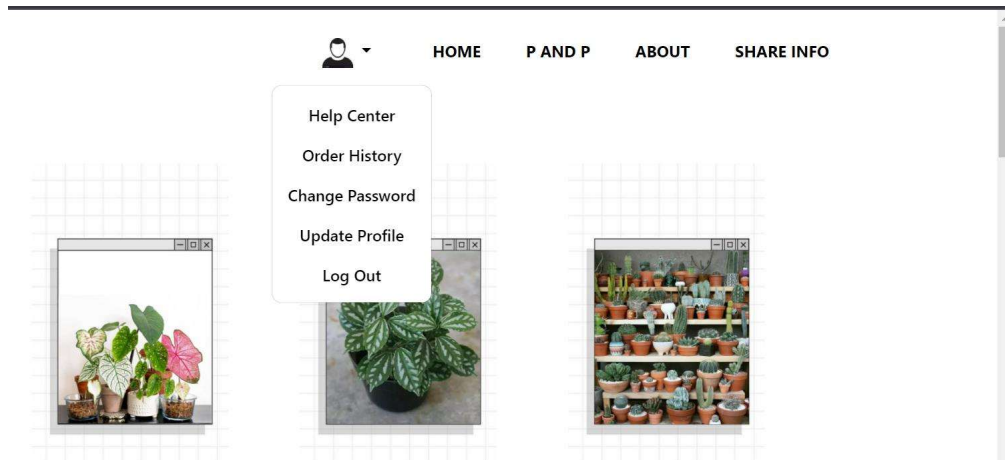 HOME P AND P ABOUT SHARE INFO
Help Center
Order History
Change Password
Update Profile
Log Out